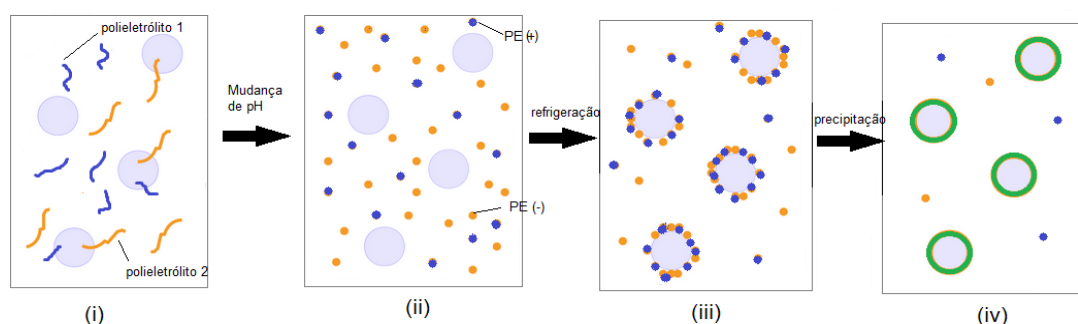 polieletrólito 1
polieletrólito 2
(i)
Mudança
de pH
PE (+)
PE (-)
(ii)
refrigeração
(iii)
precipitação
(iv)